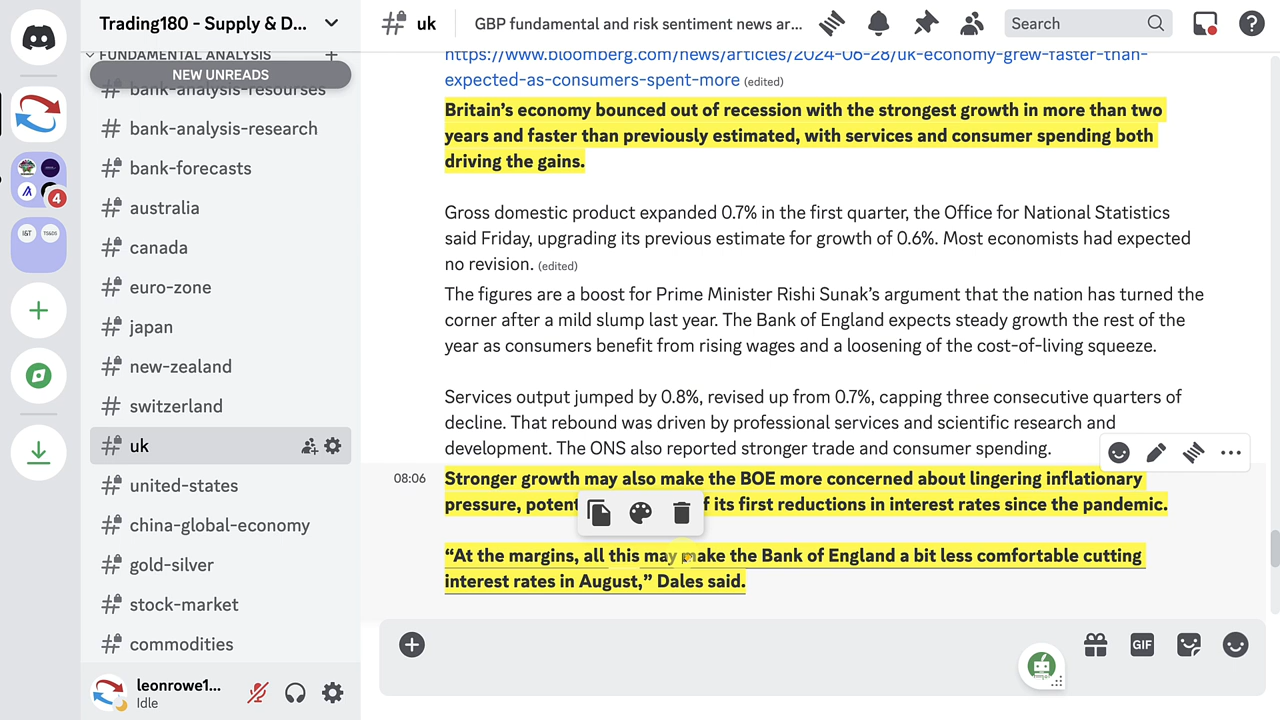 Trading180 - Supply & D...
uk
GBP fundamental and risk sentiment news ar...
Search
FUNDAMENTAL ANALYSIS
NEW UNREADS
bank-analysis-resourses
bank-analysis-research
bank-forecasts
australia
canada
euro-zone
japan
new-zealand
switzerland
uk
united-states
china-global-economy
gold-silver
stock-market
commodities
4
leonrowe1...
Idle
https://www.bloomberg.com/news/articles/2024-06-28/uk-economy-grew-faster-than-
expected-as-consumers-spent-more (edited)
Britain's economy bounced out of recession with the strongest growth in more than two
years and faster than previously estimated, with services and consumer spending both
driving the gains.
Gross domestic product expanded 0.7% in the first quarter, the Office for National Statistics
said Friday, upgrading its previous estimate for growth of 0.6%. Most economists had expected
no revision. (edited)
The figures are a boost for Prime Minister Rishi Sunak's argument that the nation has turned the
corner after a mild slump last year. The Bank of England expects steady growth the rest of the
year as consumers benefit from rising wages and a loosening of the cost-of-living squeeze.
Services output jumped by 0.8%, revised up from 0.7%, capping three consecutive quarters of
decline. That rebound was driven by professional services and scientific research and
development. The ONS also reported stronger trade and consumer spending.
08:06
Stronger growth may also make the BOE more concerned about lingering inflationary
pressure, potent f its first reductions in interest rates since the pandemic.
“At the margins, all this may make the Bank of England a bit less comfortable cutting
interest rates in August,” Dales said.
GIF